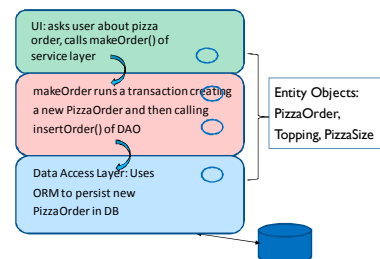 UI: asks user about pizza
order, calls makeOrder() of
service layer
makeOrder runs a transaction creating
a new PizzaOrder and then calling
insertOrder() of DAO
Data Access Layer: Uses
ORM to persist new
PizzaOrder in DB
Entity Objects:
PizzaOrder,
Topping, PizzaSize